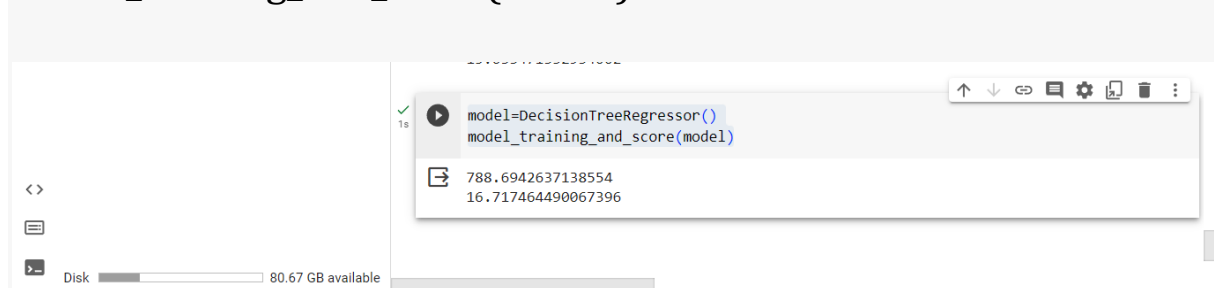 1s
model=DecisionTreeRegressor()
model_training_and_score(model)
788.6942637138554
16.717464490067396
Disk 80.67 GB available